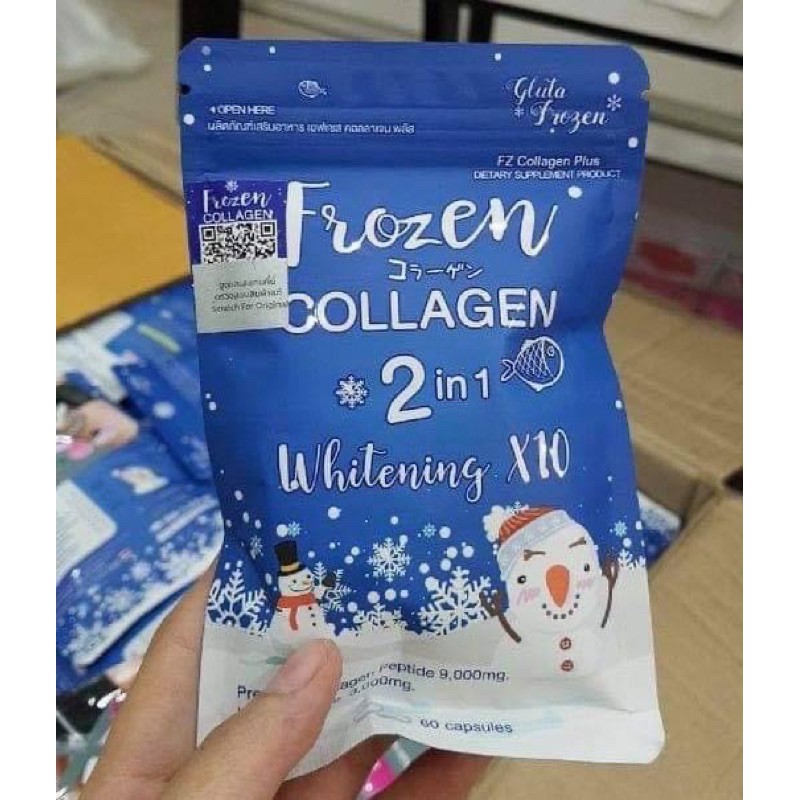 Gluta
Frozen
◂ OPEN HERE
ผลิตภัณฑ์เสริมอาหาร เอฟแซด คอลลาเจน พลัส
FZ Collagen Plus
DIETARY SUPPLEMENT PRODUCT
Frozen
COLLAGEN
Scratch For Original
Frozen
コラーゲン
COLLAGEN
2 in 1
Whitening X10
Peptide 9,000mg.
60 capsules